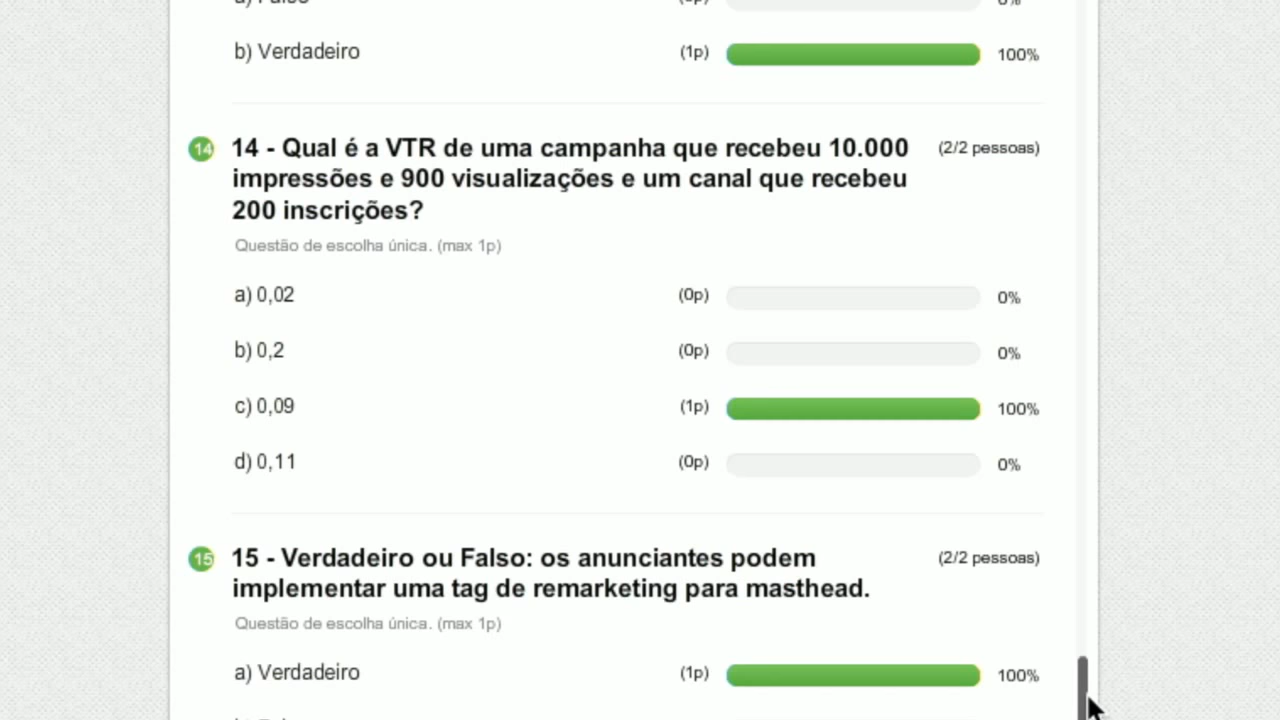 b) Verdadeiro (1p) 100%
14 14 - Qual é a VTR de uma campanha que recebeu 10.000 (2/2 pessoas)
impressões e 900 visualizações e um canal que recebeu
200 inscrições?
Questão de escolha única. (max 1p)
a) 0,02 (0p) 0%
b) 0,2 (0p) 0%
c) 0,09 (1p) 100%
d) 0,11 (0p) 0%
15 15 - Verdadeiro ou Falso: os anunciantes podem (2/2 pessoas)
implementar uma tag de remarketing para masthead.
Questão de escolha única. (max 1p)
a) Verdadeiro (1p) 100%